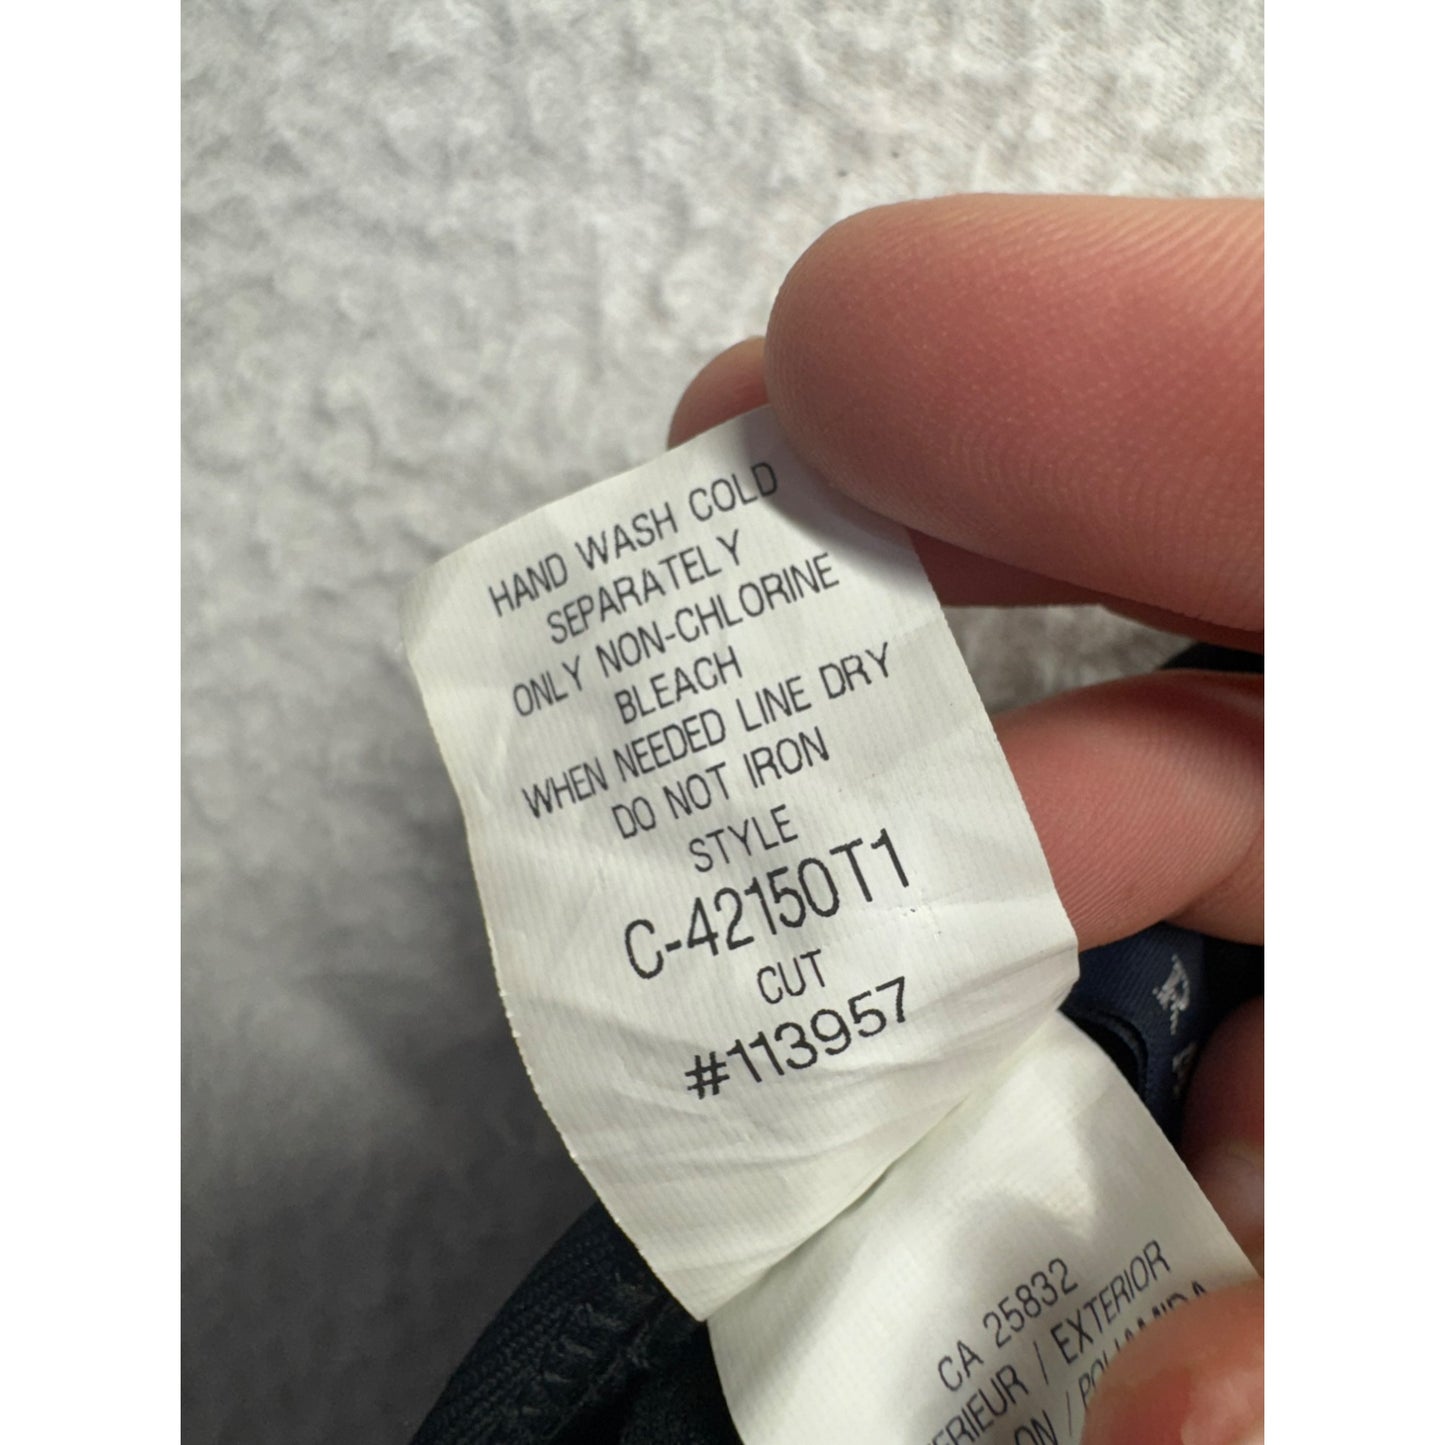 HAND WASH COLD
SEPARATELY
ONLY NON-CHLORINE
BLEACH
WHEN NEEDED LINE DRY
DO NOT IRON
STYLE
C-42150T1
CUT
#113957
CA 25832
/ EXTERIOR